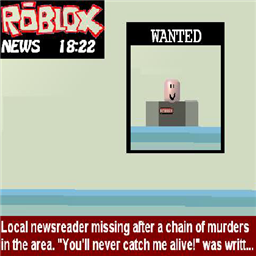 ROBLOX
NEWS 18:22
WANTED
Local newsreader missing after a chain of murders
in the area. "You'll never catch me alive!" was writt...